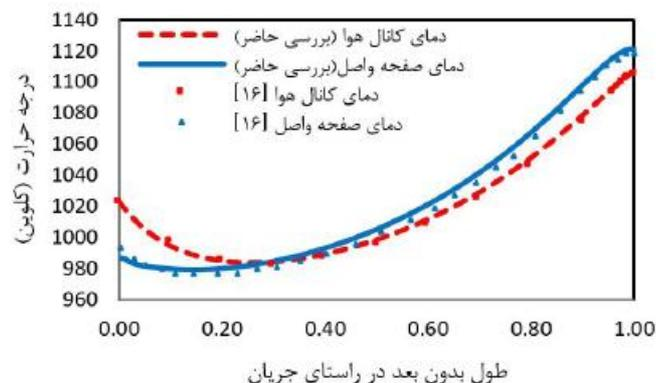 1140
1120
1100
1080
1060
1040
1020
1000
980
960
درجه حرارت (کلوین)
دمای کانال هوا (بررسی حاضر)
دمای صفحه واصل(بررسی حاضر)
دمای کانال هوا [۱۶]
دمای صفحه واصل [۱۶]
0.00 0.20 0.40 0.60 0.80 1.00
طول بدون بعد در راستای جریان